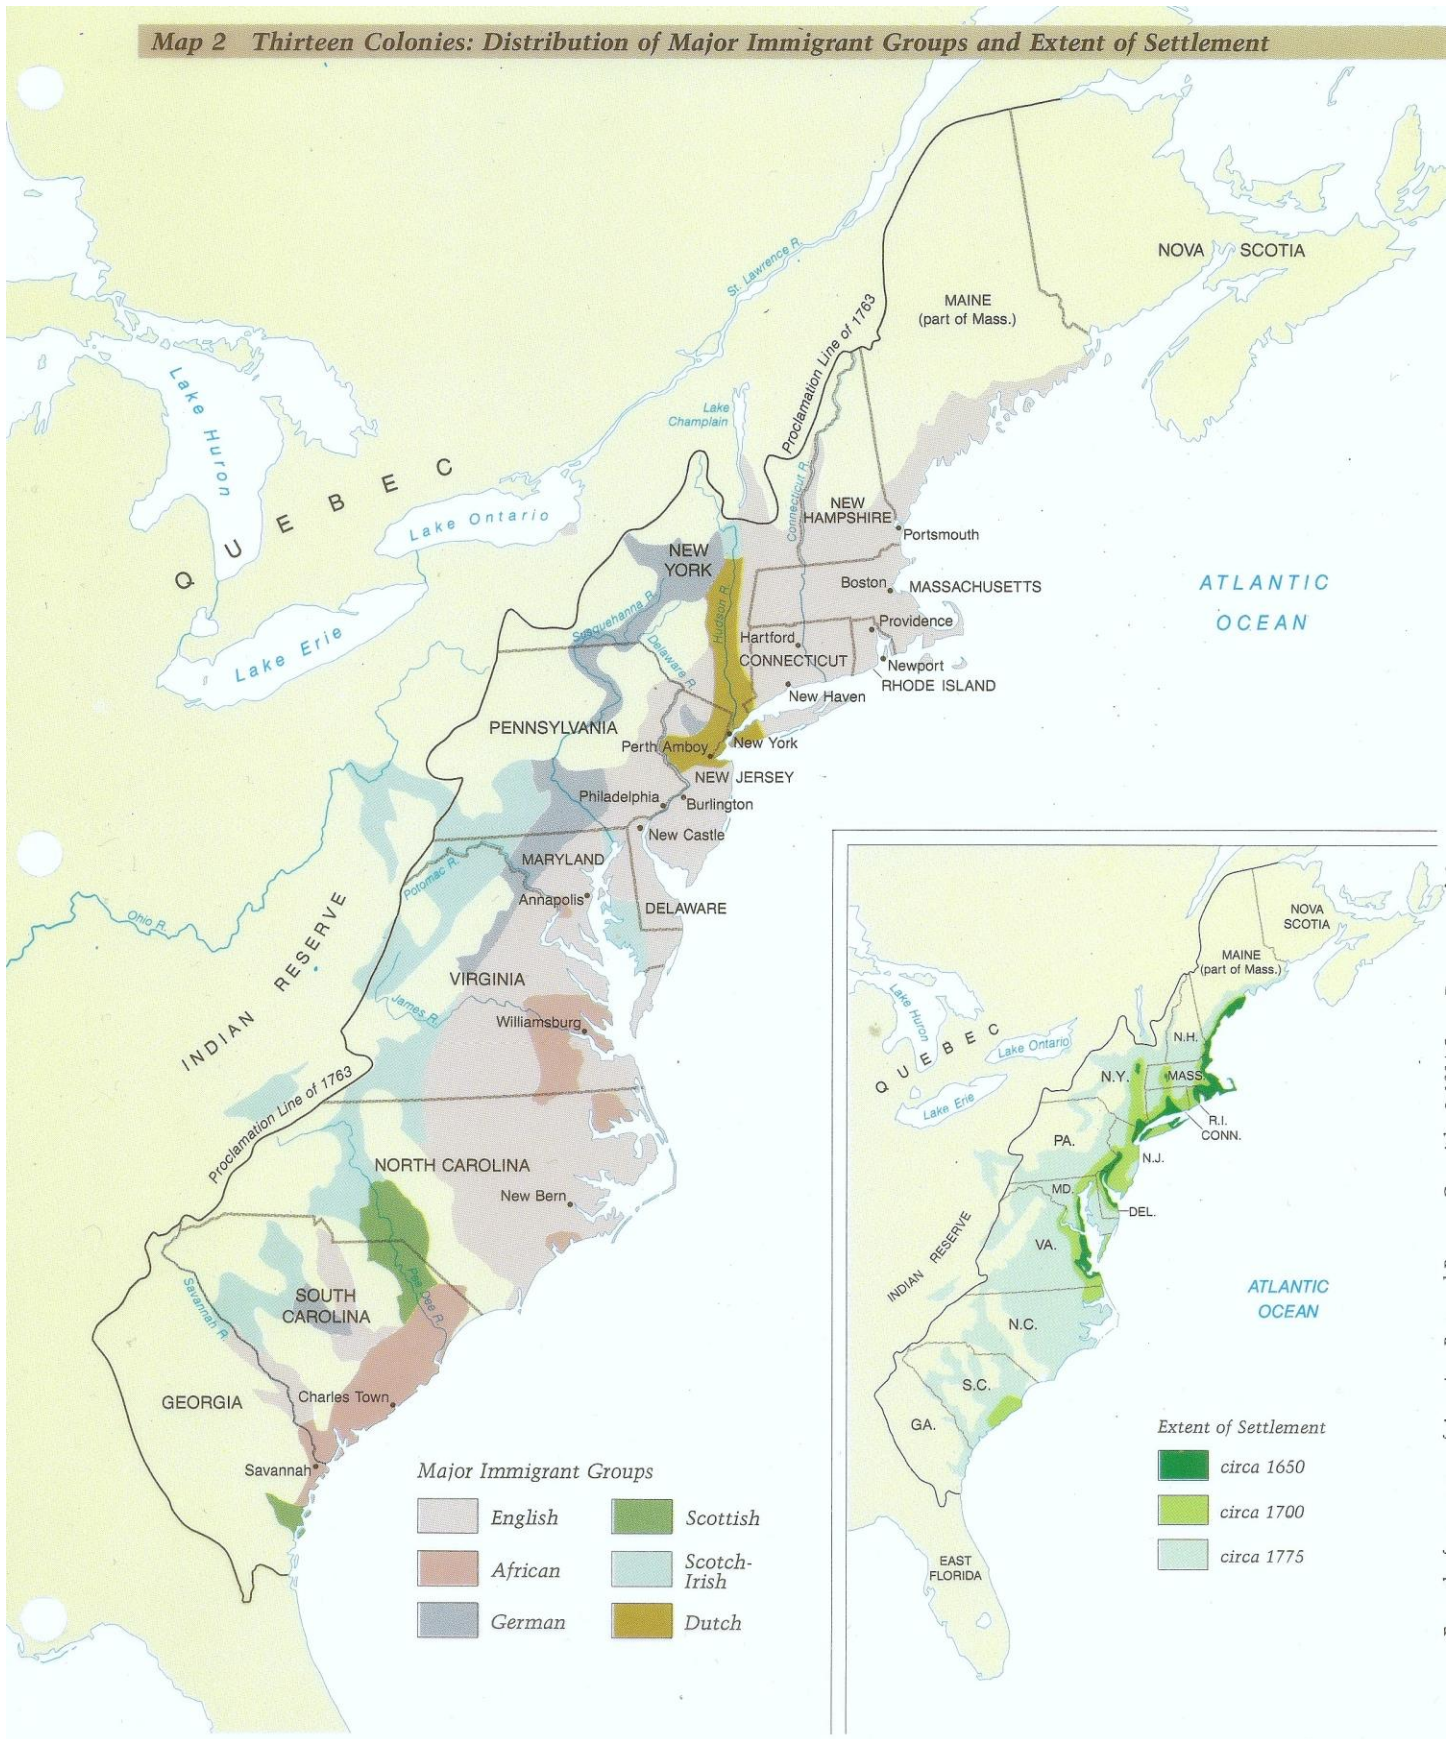 Map 2 Thirteen Colonies: Distribution of Major Immigrant Groups and Extent of Settlement
NOVA SCOTIA
St. Lawrence R.
MAINE
(part of Mass.)
Proclamation Line of 1763
Lake Huron
Lake
Champlain
QUEBEC
Connecticut R.
Lake Ontario
NEW
HAMPSHIRE
Portsmouth
NEW
YORK
Boston
MASSACHUSETTS
ATLANTIC
OCEAN
Hudson R.
Susquehanna R.
Providence
Lake Erie
Delaware R.
Hartford
CONNECTICUT
Newport
RHODE ISLAND
New Haven
PENNSYLVANIA
Perth Amboy
New York
NEW JERSEY
Philadelphia
Burlington
New Castle
MARYLAND
Potomac R.
Annapolis
DELAWARE
Ohio R.
INDIAN RESERVE
VIRGINIA
James R.
Williamsburg
Proclamation Line of 1763
NORTH CAROLINA
New Bern
Savannah R.
Pee Dee R.
SOUTH
CAROLINA
GEORGIA
Charles Town
Savannah
Major Immigrant Groups
English
African
German
Scottish
Scotch-
Irish
Dutch
NOVA
SCOTIA
MAINE
(part of Mass.)
Lake Huron
QUEBEC
Lake Ontario
N.H.
Lake Erie
N.Y.
MASS.
R.I.
CONN.
PA.
N.J.
MD.
DEL.
INDIAN RESERVE
VA.
ATLANTIC
OCEAN
N.C.
S.C.
GA.
EAST
FLORIDA
Extent of Settlement
circa 1650
circa 1700
circa 1775